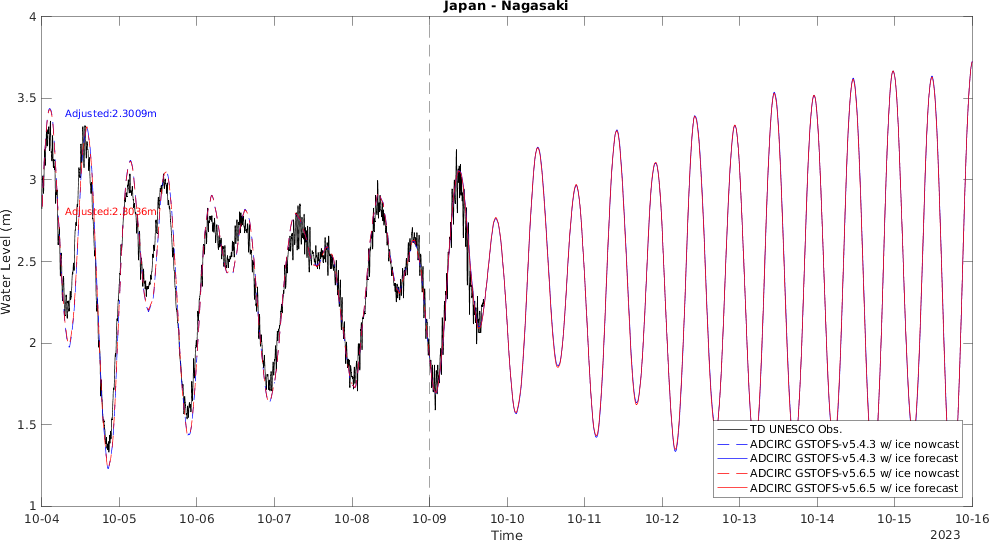 Japan - Nagasaki
4
3.5
3
2.5
2
1.5
1
Water Level (m)
Adjusted:2.3009m
Adjusted:2.3036m
TD UNESCO Obs.
ADCIRC GSTOFS-v5.4.3 w/ ice nowcast
ADCIRC GSTOFS-v5.4.3 w/ ice forecast
ADCIRC GSTOFS-v5.6.5 w/ ice nowcast
ADCIRC GSTOFS-v5.6.5 w/ ice forecast
10-04 10-05 10-06 10-07 10-08 10-09 10-10 10-11 10-12 10-13 10-14 10-15 10-16
Time
2023